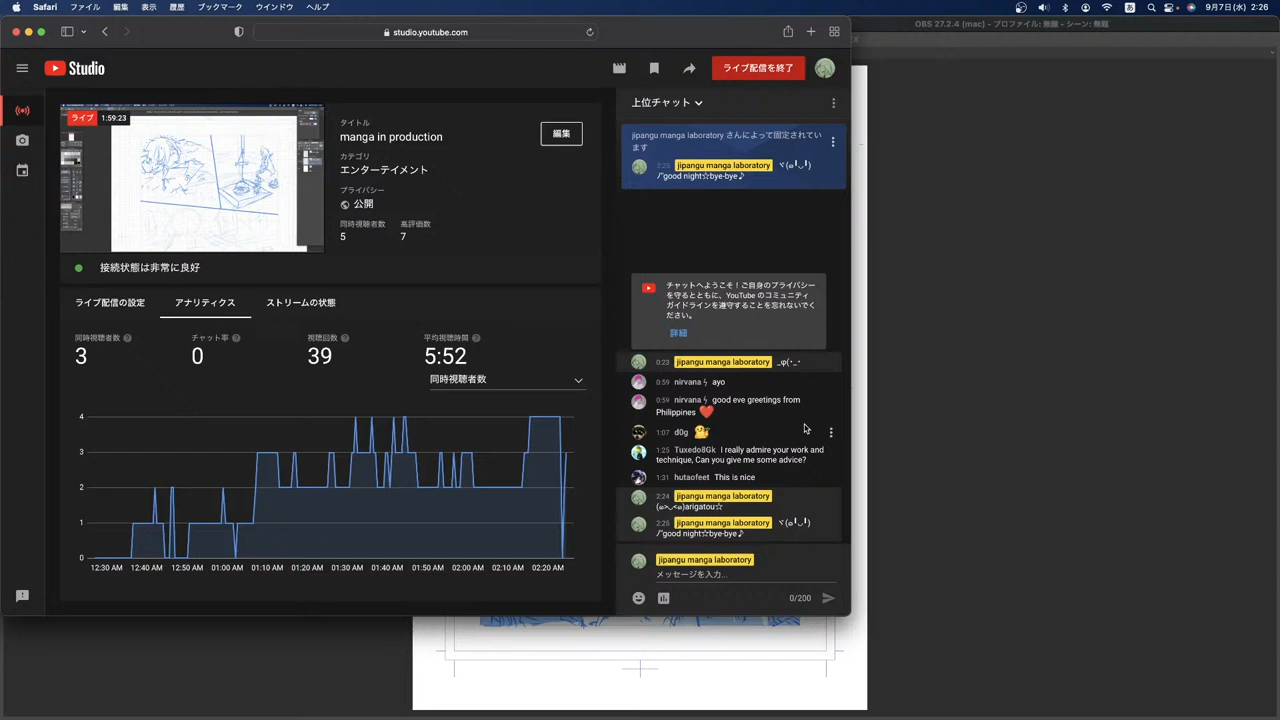 Safari ファイル 編集 表示 履歴 ブックマーク ウインドウ ヘルプ
あ 9月7日(水) 2:26
OBS 27.2.4 (mac) - プロファイル: 無題 - シーン: 無題
studio.youtube.com
Studio
ライブ配信を終了
ライブ 1:59:23
タイトル
manga in production
編集
カテゴリ
エンターテイメント
プライバシー
公開
同時視聴者数 高評価数
5 7
接続状態は非常に良好
ライブ配信の設定 アナリティクス ストリームの状態
同時視聴者数 チャット率 視聴回数 平均視聴時間
3 0 39 5:52
同時視聴者数
4
3
2
1
0
12:30 AM 12:40 AM 12:50 AM 01:00 AM 01:10 AM 01:20 AM 01:30 AM 01:40 AM 01:50 AM 02:00 AM 02:10 AM 02:20 AM
上位チャット
jipangu manga laboratory さんによって固定されてい
ます
2:25 jipangu manga laboratory ヾ(๑╹◡╹)
ﾉ"good night☆bye-bye♪
チャットへようこそ！ご自身のプライバシー
を守るとともに、YouTube のコミュニティ
ガイドラインを遵守することを忘れないでく
ださい。
詳細
0:23 jipangu manga laboratory _φ(･_･
0:59 nirvanaㄣ ayo
0:59 nirvanaㄣ good eve greetings from
Philippines ❤️
1:07 d0g
1:25 Tuxedo8Gk I really admire your work and
technique, Can you give me some advice?
1:31 hutaofeet This is nice
2:24 jipangu manga laboratory
(๑>◡<๑)arigatou☆
2:25 jipangu manga laboratory ヾ(๑╹◡╹)
ﾉ"good night☆bye-bye♪
jipangu manga laboratory
メッセージを入力...
0/200